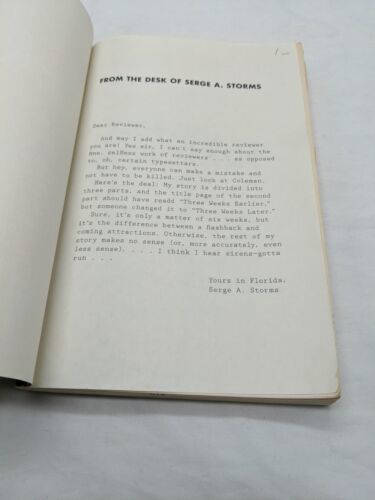 1 -
FROM THE DESK OF SERGE A. STORMS
Dear Reviewer,
And may I add what an incredible reviewer
you are! Yes sir, I can't say enough about the
fine, selfless work of reviewers . . . as opposed
to, oh, certain typesetters.
But hey, everyone can make a mistake and
not have to be killed. Just look at Coleman.
Here's the deal: My story is divided into
three parts, and the title page of the second
part should have readd "Three Weeks Earlier,"
but someone changed it to "Three Weeks Later."
Sure, it's only a matter of six weeks, but
it's the difference between a flashback and
coming attractions. Otherwise, the rest of my
story makes no sense (or, more accurately, even
less sense). . . . I think I hear sirens-gotta
run . . .
Yours in Florida,
Serge A. Storms